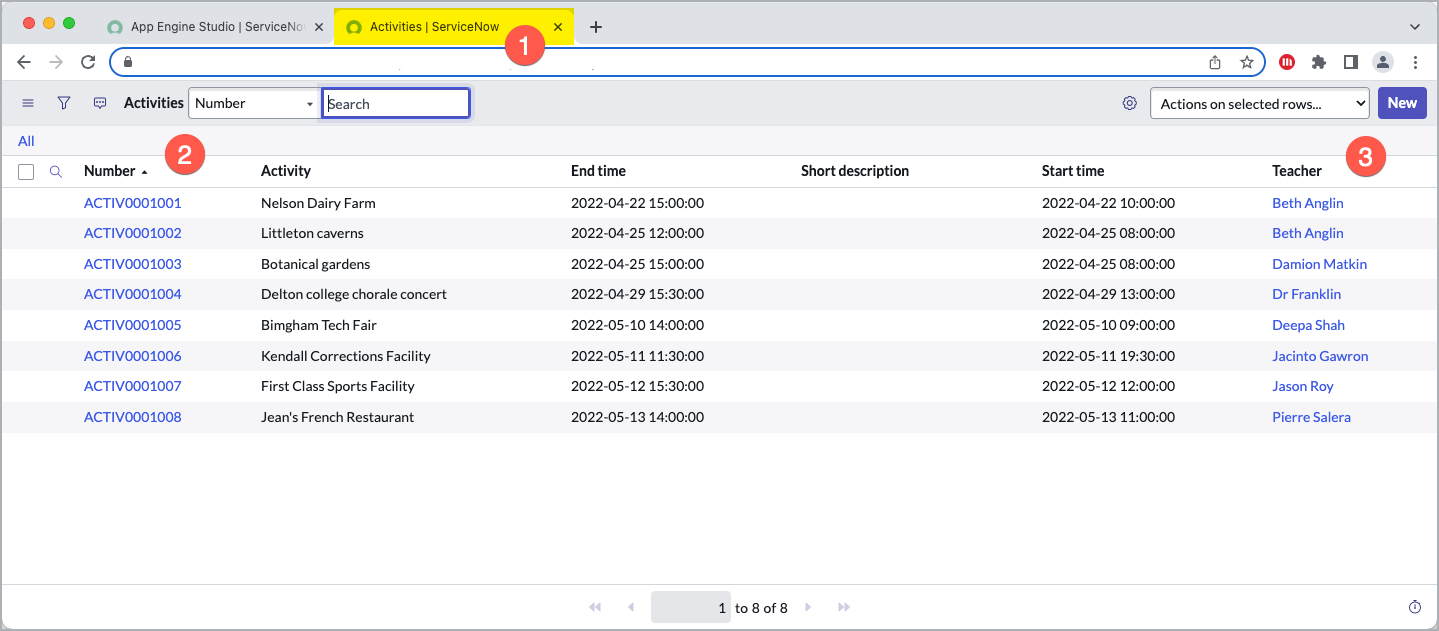 App Engine Studio | ServiceNo
Activities | ServiceNow
1
Activities Number Search Actions on selected rows... New
All
2
3
Number Activity End time Short description Start time Teacher
ACTIV0001001 Nelson Dairy Farm 2022-04-22 15:00:00 2022-04-22 10:00:00 Beth Anglin
ACTIV0001002 Littleton caverns 2022-04-25 12:00:00 2022-04-25 08:00:00 Beth Anglin
ACTIV0001003 Botanical gardens 2022-04-25 15:00:00 2022-04-25 08:00:00 Damion Matkin
ACTIV0001004 Delton college chorale concert 2022-04-29 15:30:00 2022-04-29 13:00:00 Dr Franklin
ACTIV0001005 Bimgham Tech Fair 2022-05-10 14:00:00 2022-05-10 09:00:00 Deepa Shah
ACTIV0001006 Kendall Corrections Facility 2022-05-11 11:30:00 2022-05-11 19:30:00 Jacinto Gawron
ACTIV0001007 First Class Sports Facility 2022-05-12 15:30:00 2022-05-12 12:00:00 Jason Roy
ACTIV0001008 Jean's French Restaurant 2022-05-13 14:00:00 2022-05-13 11:00:00 Pierre Salera
1 to 8 of 8